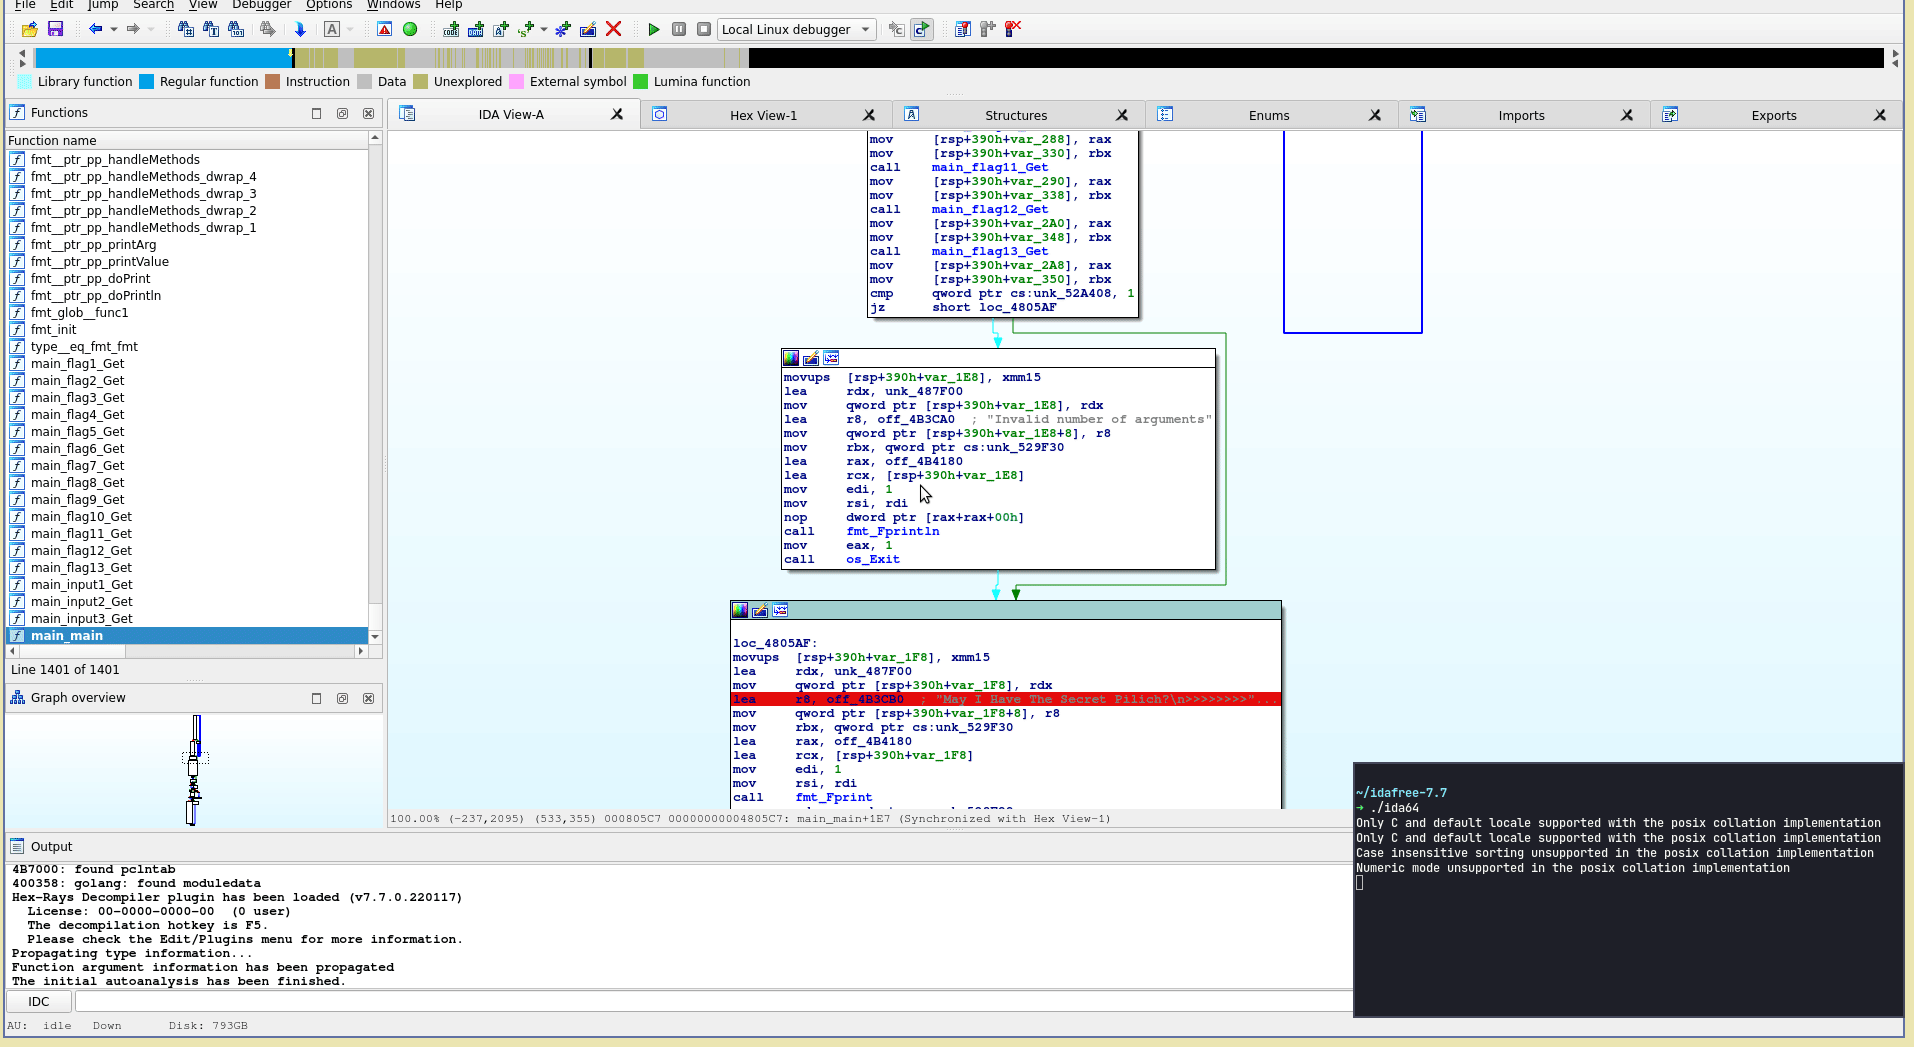 File Edit Jump Search View Debugger Options Windows Help
Local Linux debugger
Library function Regular function Instruction Data Unexplored External symbol Lumina function
Functions
IDA View-A
Hex View-1
Structures
Enums
Imports
Exports
Function name
fmt__ptr_pp_handleMethods
fmt__ptr_pp_handleMethods_dwrap_4
fmt__ptr_pp_handleMethods_dwrap_3
fmt__ptr_pp_handleMethods_dwrap_2
fmt__ptr_pp_handleMethods_dwrap_1
fmt__ptr_pp_printArg
fmt__ptr_pp_printValue
fmt__ptr_pp_doPrint
fmt__ptr_pp_doPrintln
fmt_glob__func1
fmt_init
type__eq_fmt_fmt
main_flag1_Get
main_flag2_Get
main_flag3_Get
main_flag4_Get
main_flag5_Get
main_flag6_Get
main_flag7_Get
main_flag8_Get
main_flag9_Get
main_flag10_Get
main_flag11_Get
main_flag12_Get
main_flag13_Get
main_input1_Get
main_input2_Get
main_input3_Get
main_main
Line 1401 of 1401
Graph overview
mov [rsp+390h+var_288], rax
mov [rsp+390h+var_330], rbx
call main_flag11_Get
mov [rsp+390h+var_290], rax
mov [rsp+390h+var_338], rbx
call main_flag12_Get
mov [rsp+390h+var_2A0], rax
mov [rsp+390h+var_348], rbx
call main_flag13_Get
mov [rsp+390h+var_2A8], rax
mov [rsp+390h+var_350], rbx
cmp qword ptr cs:unk_52A408, 1
jz short loc_4805AF
movups [rsp+390h+var_1E8], xmm15
lea rdx, unk_487F00
mov qword ptr [rsp+390h+var_1E8], rdx
lea r8, off_4B3CA0 ; "Invalid number of arguments"
mov qword ptr [rsp+390h+var_1E8+8], r8
mov rbx, qword ptr cs:unk_529F30
lea rax, off_4B4180
lea rcx, [rsp+390h+var_1E8]
mov edi, 1
mov rsi, rdi
nop dword ptr [rax+rax+00h]
call fmt_Fprintln
mov eax, 1
call os_Exit
loc_4805AF:
movups [rsp+390h+var_1F8], xmm15
lea rdx, unk_487F00
mov qword ptr [rsp+390h+var_1F8], rdx
lea r8, off_4B3CB0 ; "May I Have The Secret Pilich?\n>>>>>>>>"...
mov qword ptr [rsp+390h+var_1F8+8], r8
mov rbx, qword ptr cs:unk_529F30
lea rax, off_4B4180
lea rcx, [rsp+390h+var_1F8]
mov edi, 1
mov rsi, rdi
call fmt_Fprint
100.00% (-237,2095) (533,355) 000805C7 00000000004805C7: main_main+1E7 (Synchronized with Hex View-1)
Output
4B7000: found pclntab
400358: golang: found moduledata
Hex-Rays Decompiler plugin has been loaded (v7.7.0.220117)
License: 00-0000-0000-00 (0 user)
The decompilation hotkey is F5.
Please check the Edit/Plugins menu for more information.
Propagating type information...
Function argument information has been propagated
The initial autoanalysis has been finished.
IDC
AU: idle Down Disk: 793GB
~/idafree-7.7
➜ ./ida64
Only C and default locale supported with the posix collation implementation
Only C and default locale supported with the posix collation implementation
Case insensitive sorting unsupported in the posix collation implementation
Numeric mode unsupported in the posix collation implementation